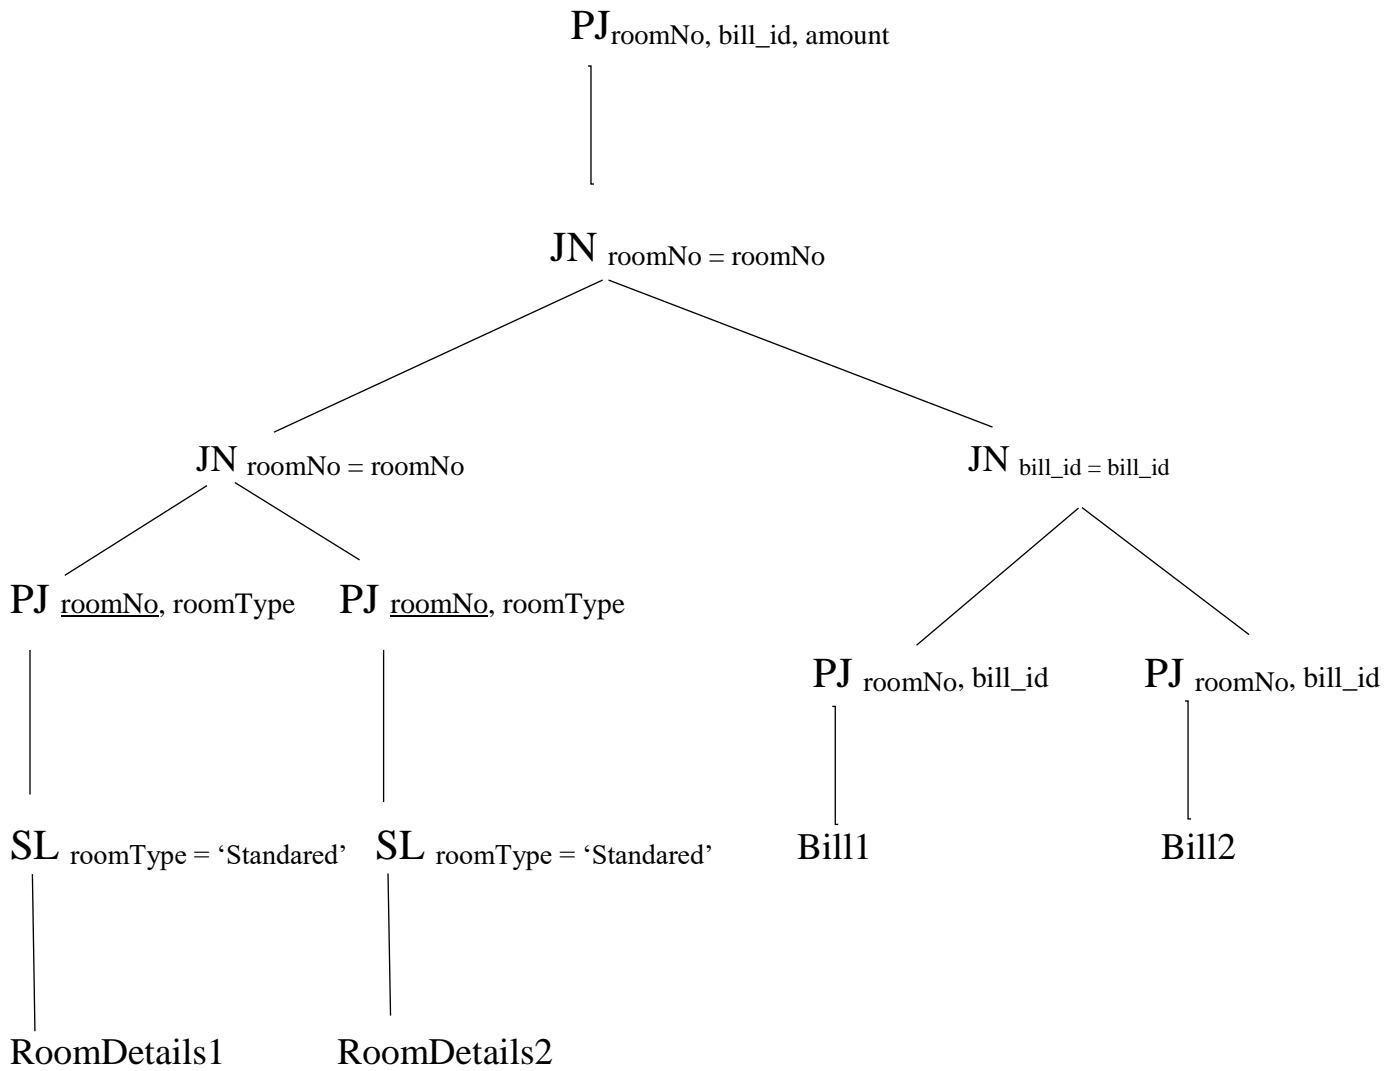 PJroomNo, bill_id, amount
JN roomNo = roomNo
JN roomNo = roomNo
JN bill_id = bill_id
PJ roomNo, roomType
PJ roomNo, roomType
PJ roomNo, bill_id
PJ roomNo, bill_id
SL roomType = ‘Standared’
SL roomType = ‘Standared’
Bill1
Bill2
RoomDetails1
RoomDetails2